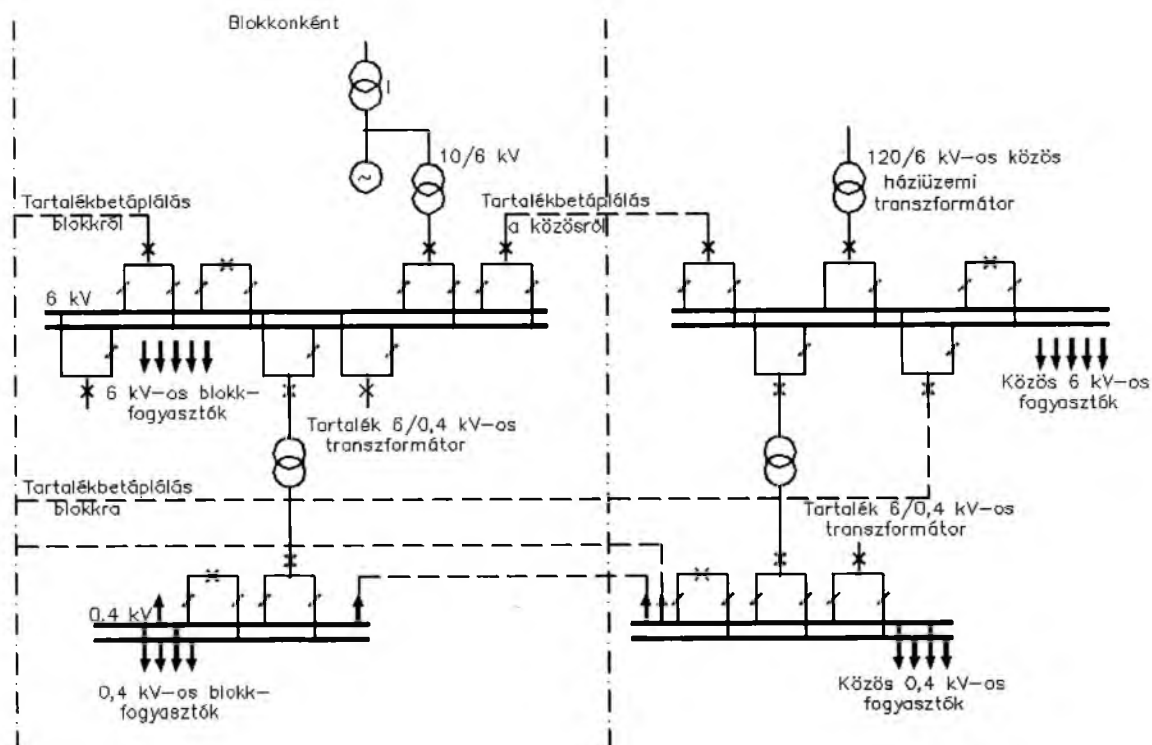 Blokkonként
10/6 kV
120/6 kV-os közös
háziüzemi
transzformátor
Tartalékbetáplálás
blokkról
Tartalékbetáplálás
a közösről
6 kV
6 kV-os blokk-
fogyasztók
Közös 6 kV-os
fogyasztók
Tartalék 6/0,4 kV-os
transzformátor
Tartalékbetáplálás
blokkra
Tartalék 6/0,4 kV-os
transzformátor
0,4 kV
0,4 kV-os blokk-
fogyasztók
Közös 0,4 kV-os
fogyasztók